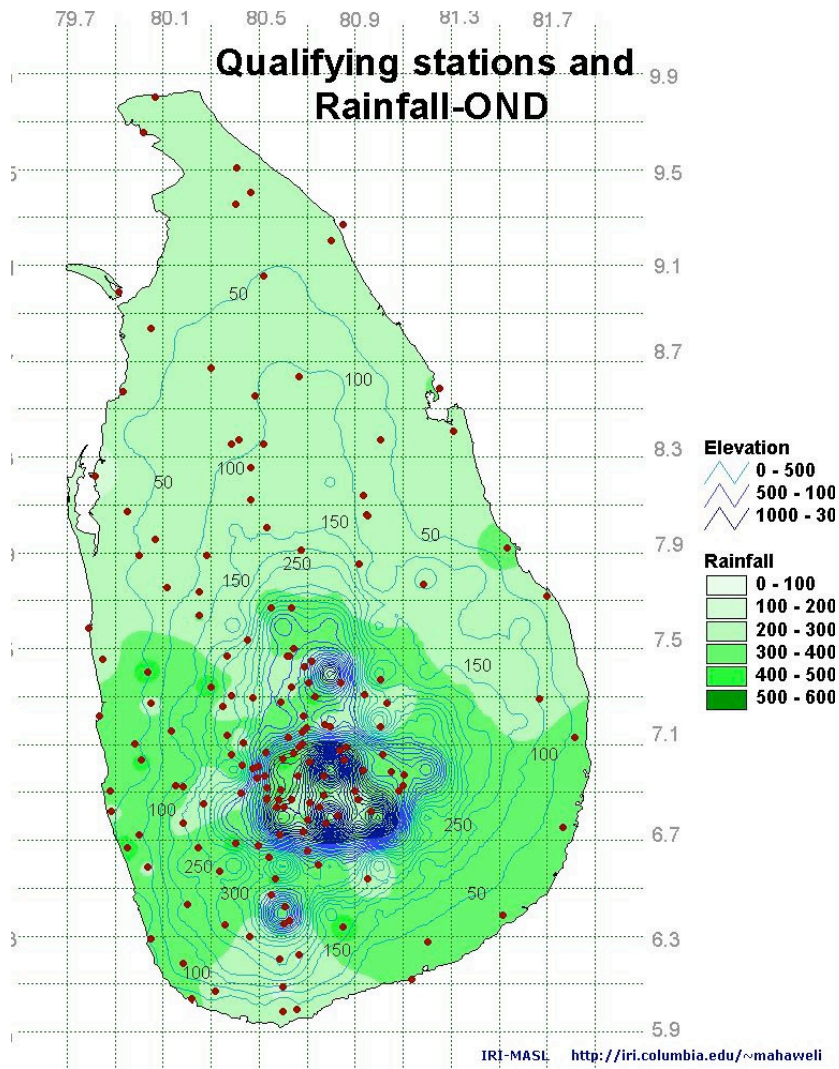 79.7 80.1 80.5 80.9 81.3 81.7
Qualifying stations and
Rainfall-OND
9.9
9.5
9.1
50
8.7
100
8.3
100
50
150
50
7.9
250
150
7.5
150
7.1
100
100
250
6.7
250
300
50
6.3
150
100
5.9
Elevation
0 - 500
500 - 100
1000 - 30
Rainfall
0 - 100
100 - 200
200 - 300
300 - 400
400 - 500
500 - 600
IRI-MASL http://iri.columbia.edu/~mahaweli